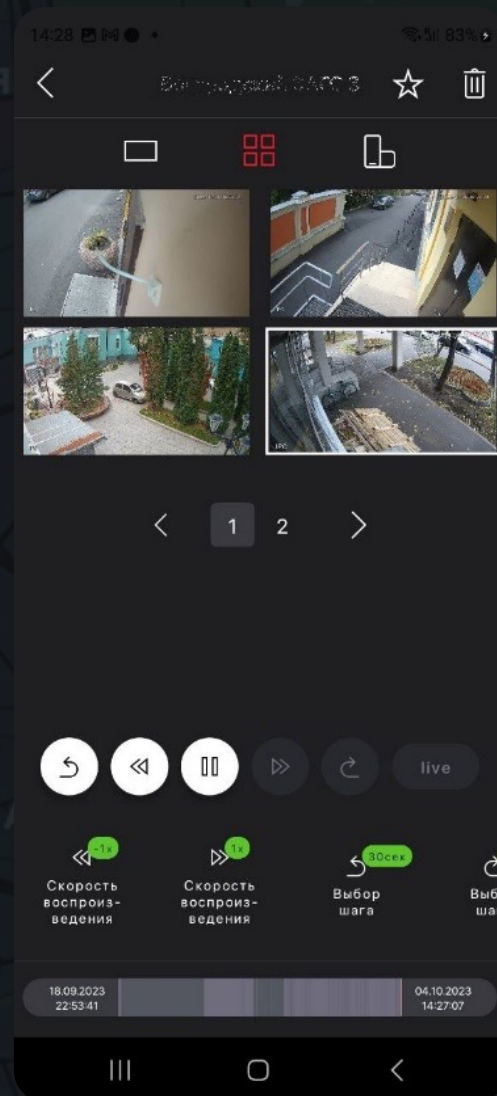 14:28
83%
1
2
live
-1x
1x
30сек
Скорость
воспроиз-
ведения
Скорость
воспроиз-
ведения
Выбор
шага
18.09.2023
22:53:41
04.10.2023
14:27:07